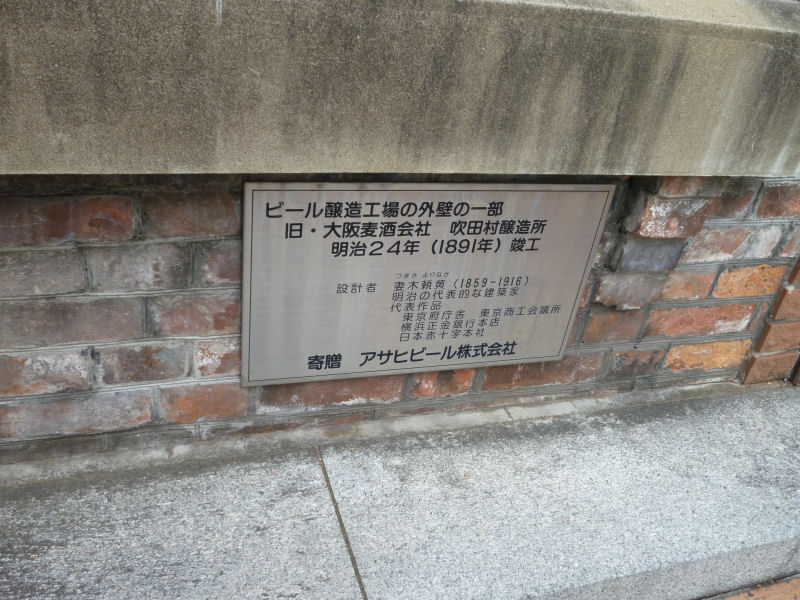 ビール醸造工場の外壁の一部
旧・大阪麦酒会社　吹田村醸造所
明治24年（1891年）竣工
つまき よりなか
設計者　妻木頼黄（1859-1916）
明治の代表的な建築家
代表作品
東京府庁舎　東京商工会議所
横浜正金銀行本店
日本赤十字本社
寄贈　アサヒビール株式会社